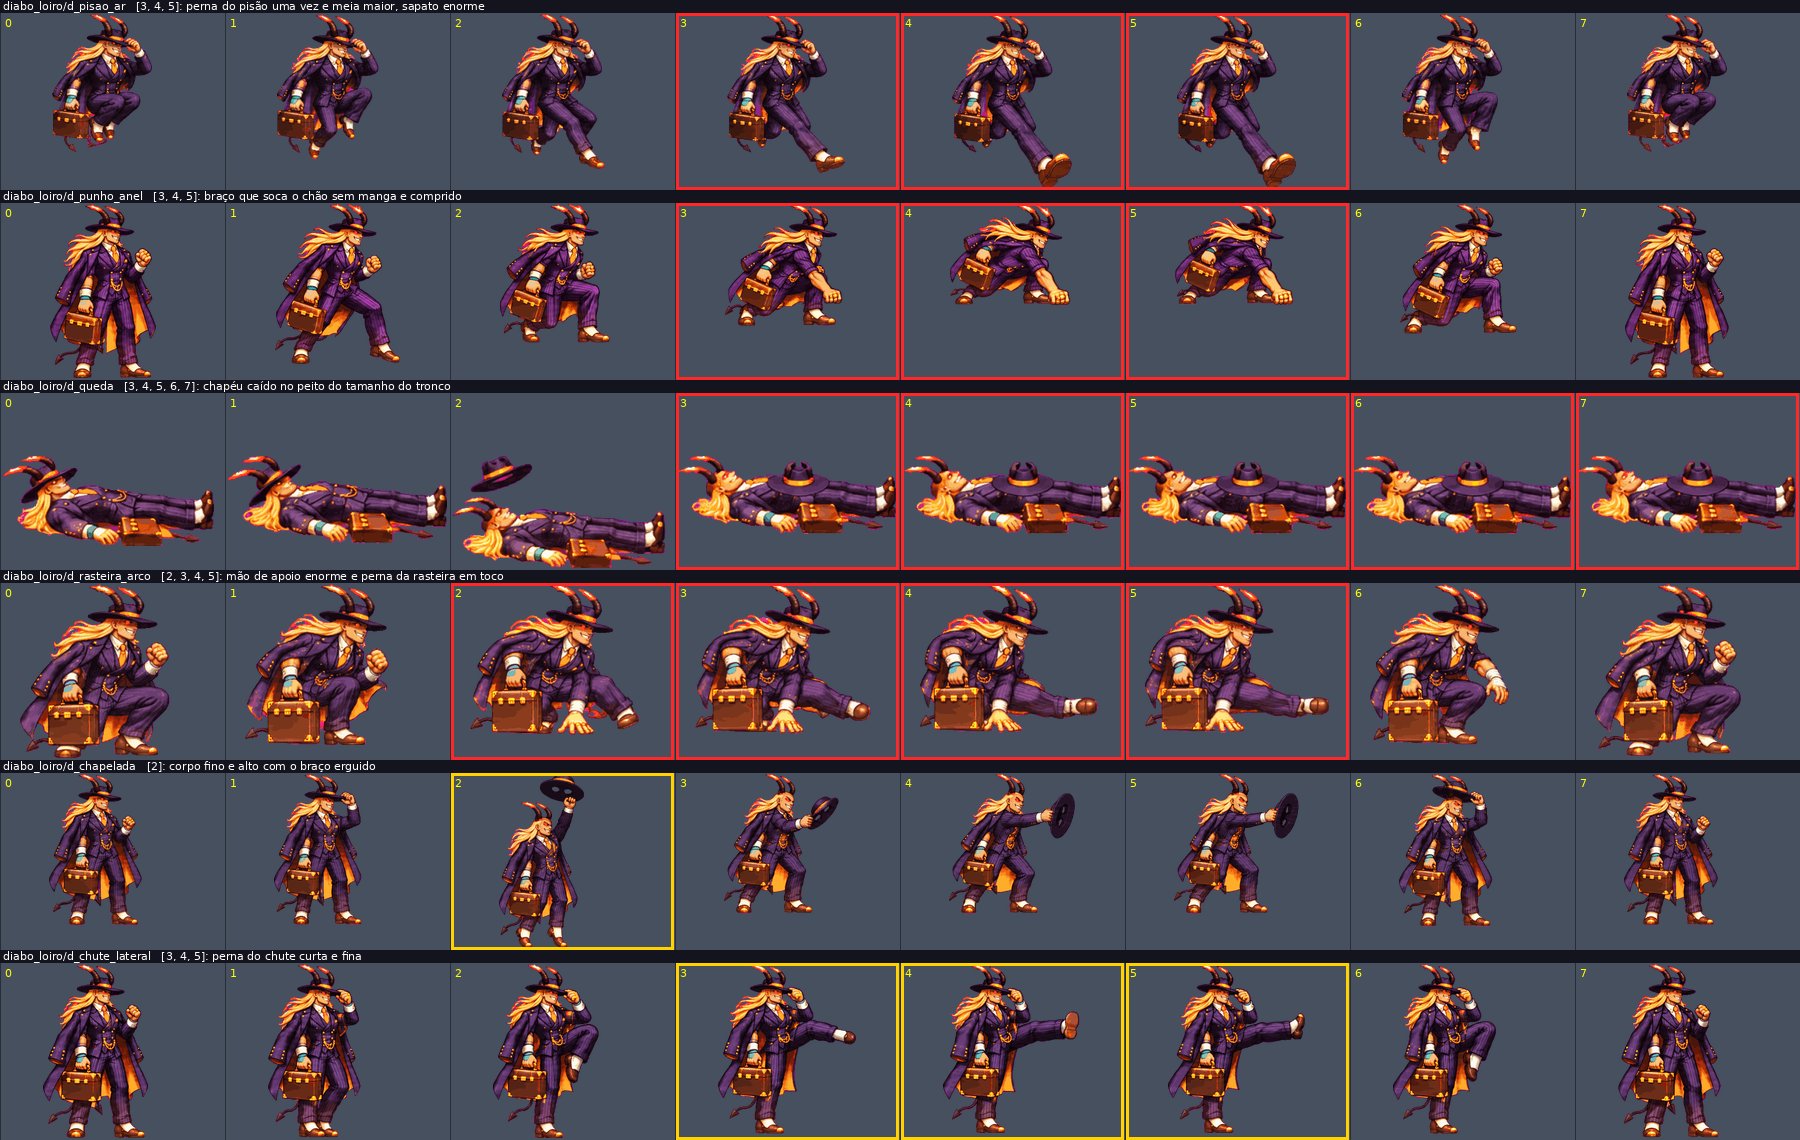 diabo_loiro/d_pisao_ar [3, 4, 5]: perna do pisão uma vez e meia maior, sapato enorme
0 1 2 3 4 5 6 7
diabo_loiro/d_punho_anel [3, 4, 5]: braço que soca o chão sem manga e comprido
0 1 2 3 4 5 6 7
diabo_loiro/d_queda [3, 4, 5, 6, 7]: chapéu caído no peito do tamanho do tronco
0 1 2 3 4 5 6 7
diabo_loiro/d_rasteira_arco [2, 3, 4, 5]: mão de apoio enorme e perna da rasteira em toco
0 1 2 3 4 5 6 7
diabo_loiro/d_chapelada [2]: corpo fino e alto com o braço erguido
0 1 2 3 4 5 6 7
diabo_loiro/d_chute_lateral [3, 4, 5]: perna do chute curta e fina
0 1 2 3 4 5 6 7